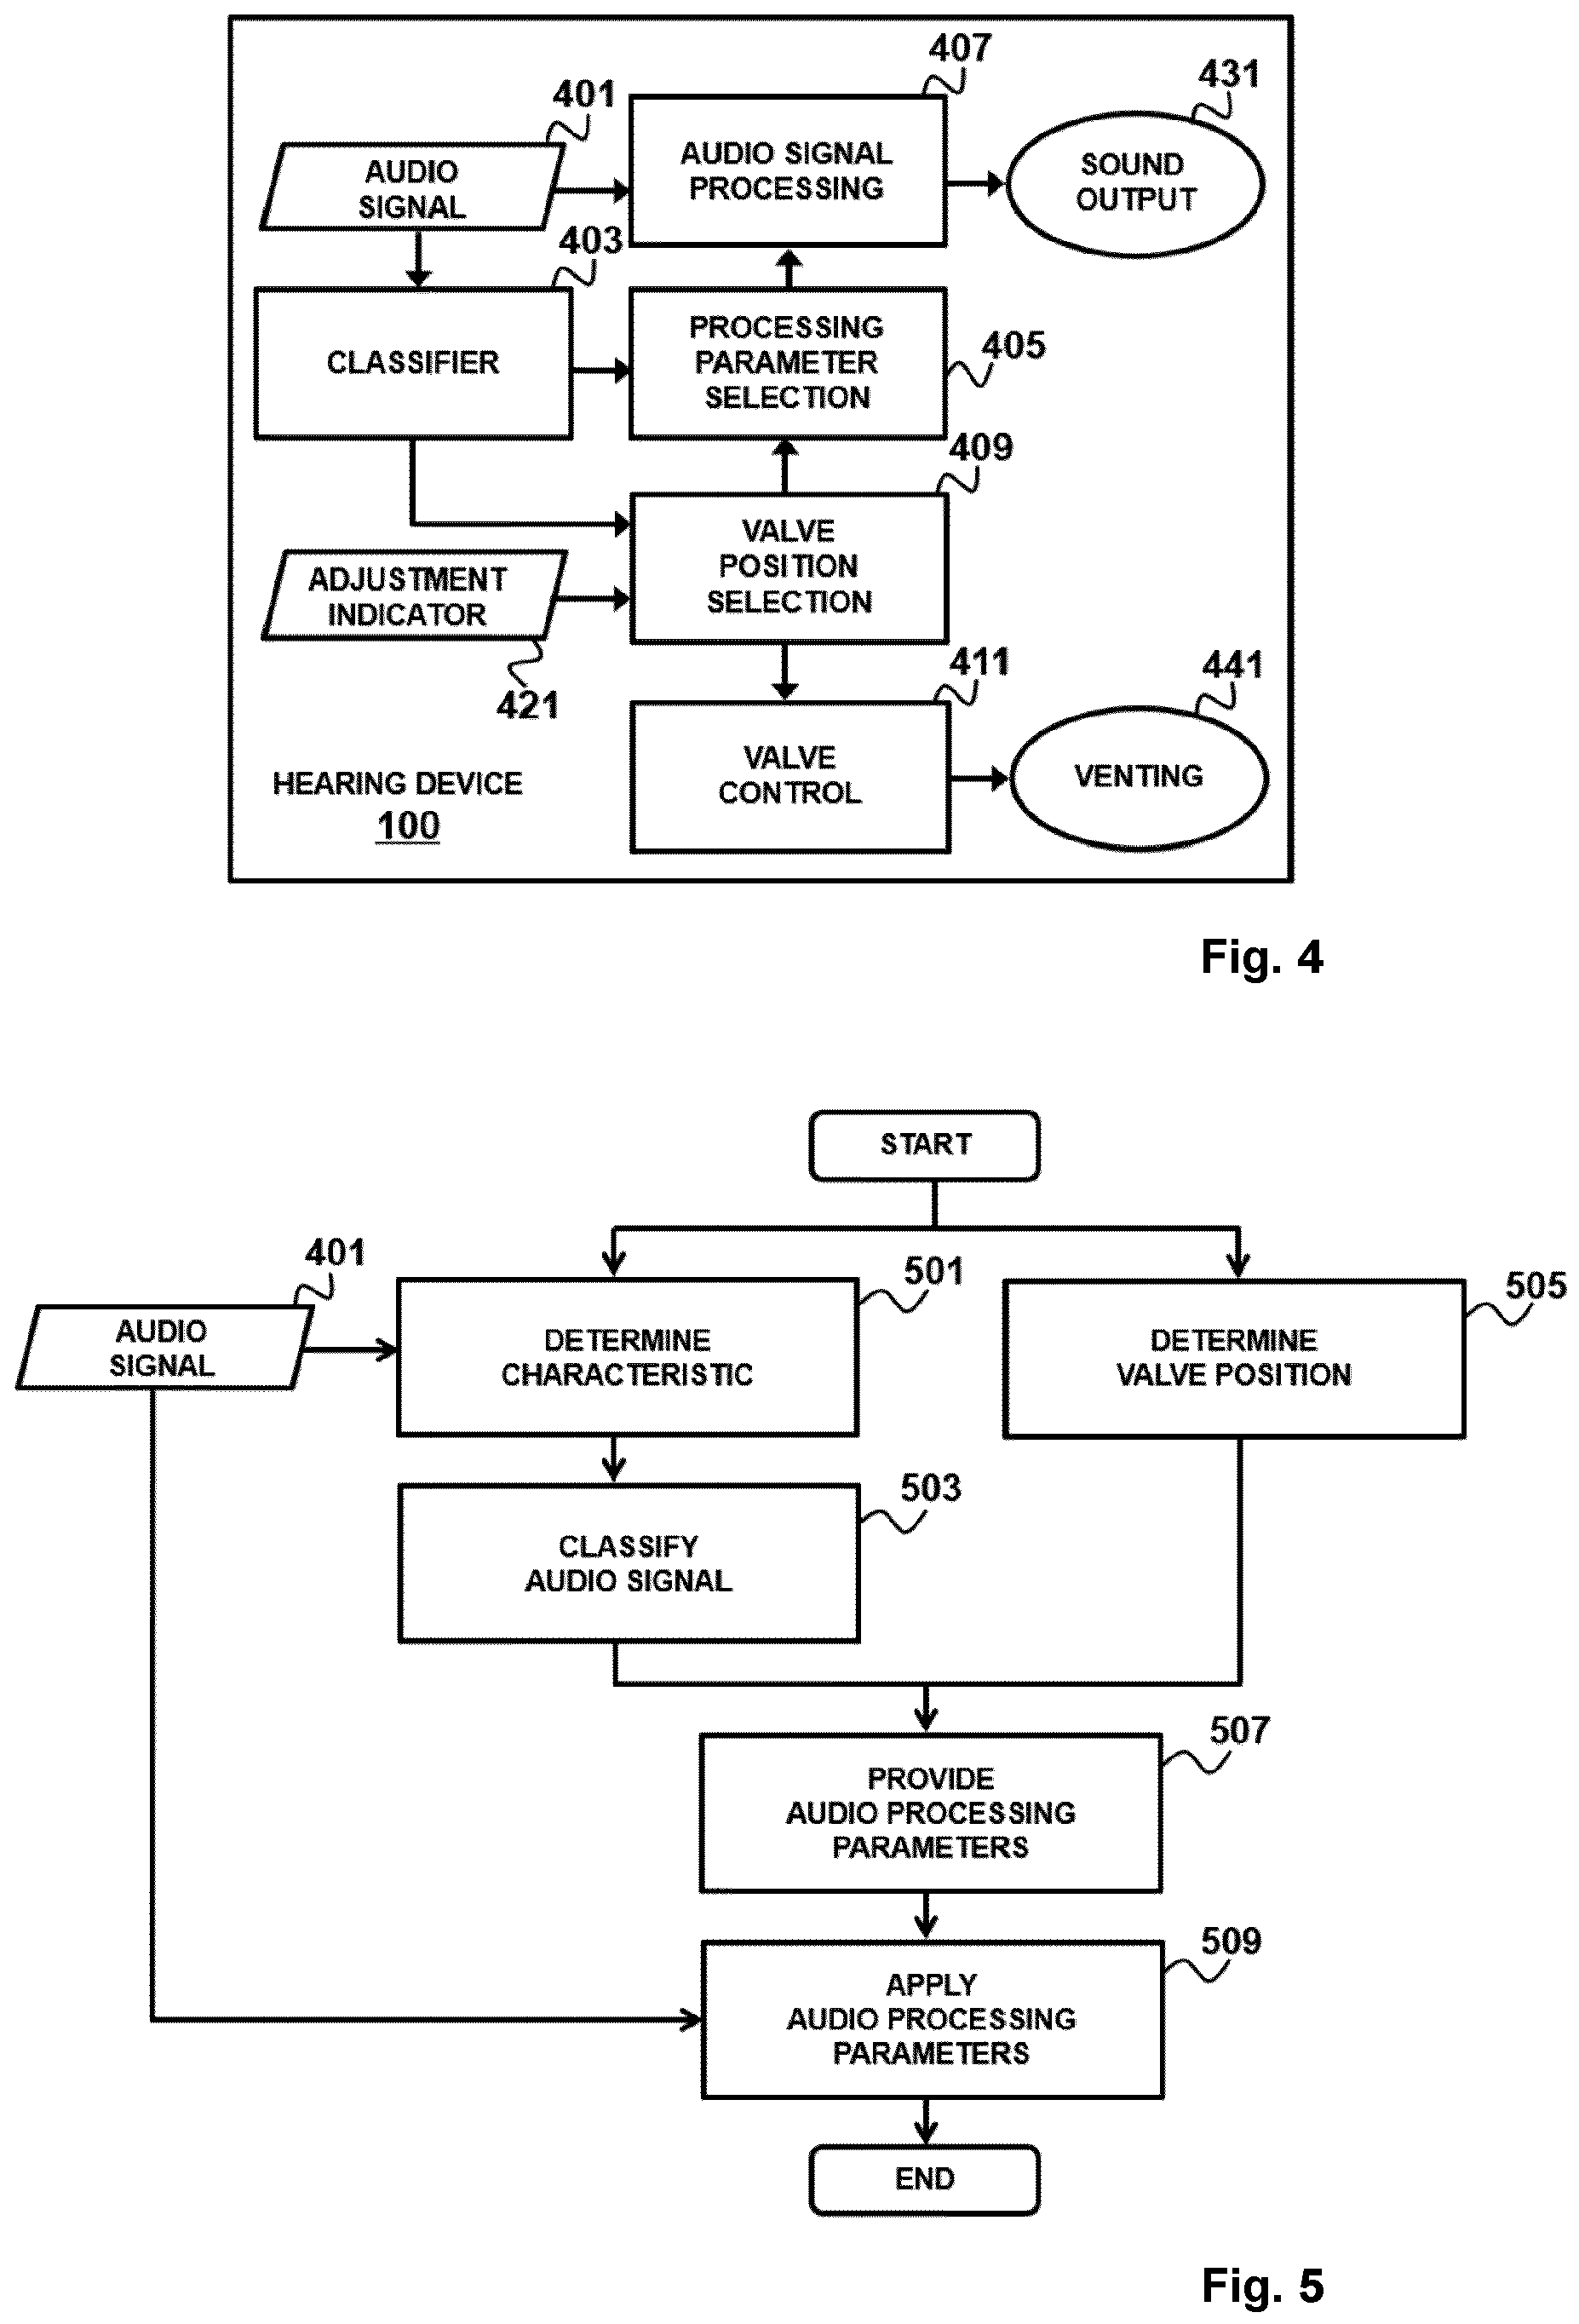 407
431
401
AUDIO
SIGNAL
AUDIO SIGNAL
PROCESSING
SOUND
OUTPUT
403
CLASSIFIER
PROCESSING
PARAMETER
SELECTION
405
409
VALVE
POSITION
SELECTION
ADJUSTMENT
INDICATOR
421
411
441
VALVE
CONTROL
VENTING
HEARING DEVICE
100
Fig. 4
START
401
AUDIO
SIGNAL
501
DETERMINE
CHARACTERISTIC
505
DETERMINE
VALVE POSITION
503
CLASSIFY
AUDIO SIGNAL
507
PROVIDE
AUDIO PROCESSING
PARAMETERS
509
APPLY
AUDIO PROCESSING
PARAMETERS
END
Fig. 5